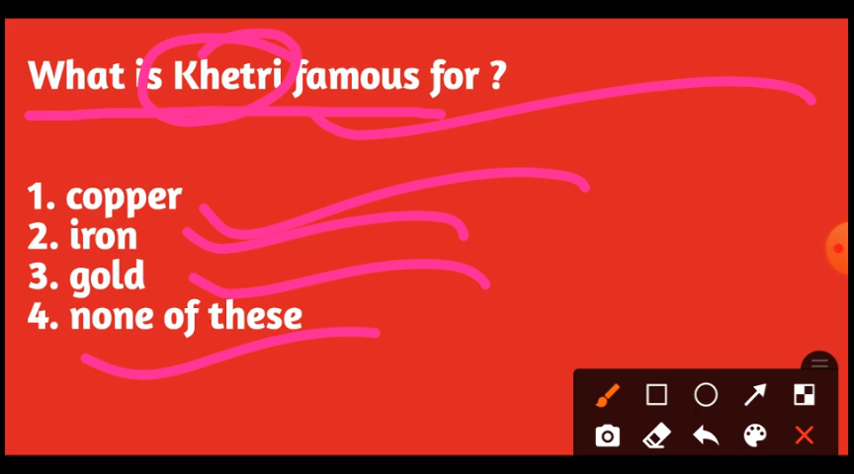 What is Khetri famous for ?
1. copper
2. iron
3. gold
4. none of these